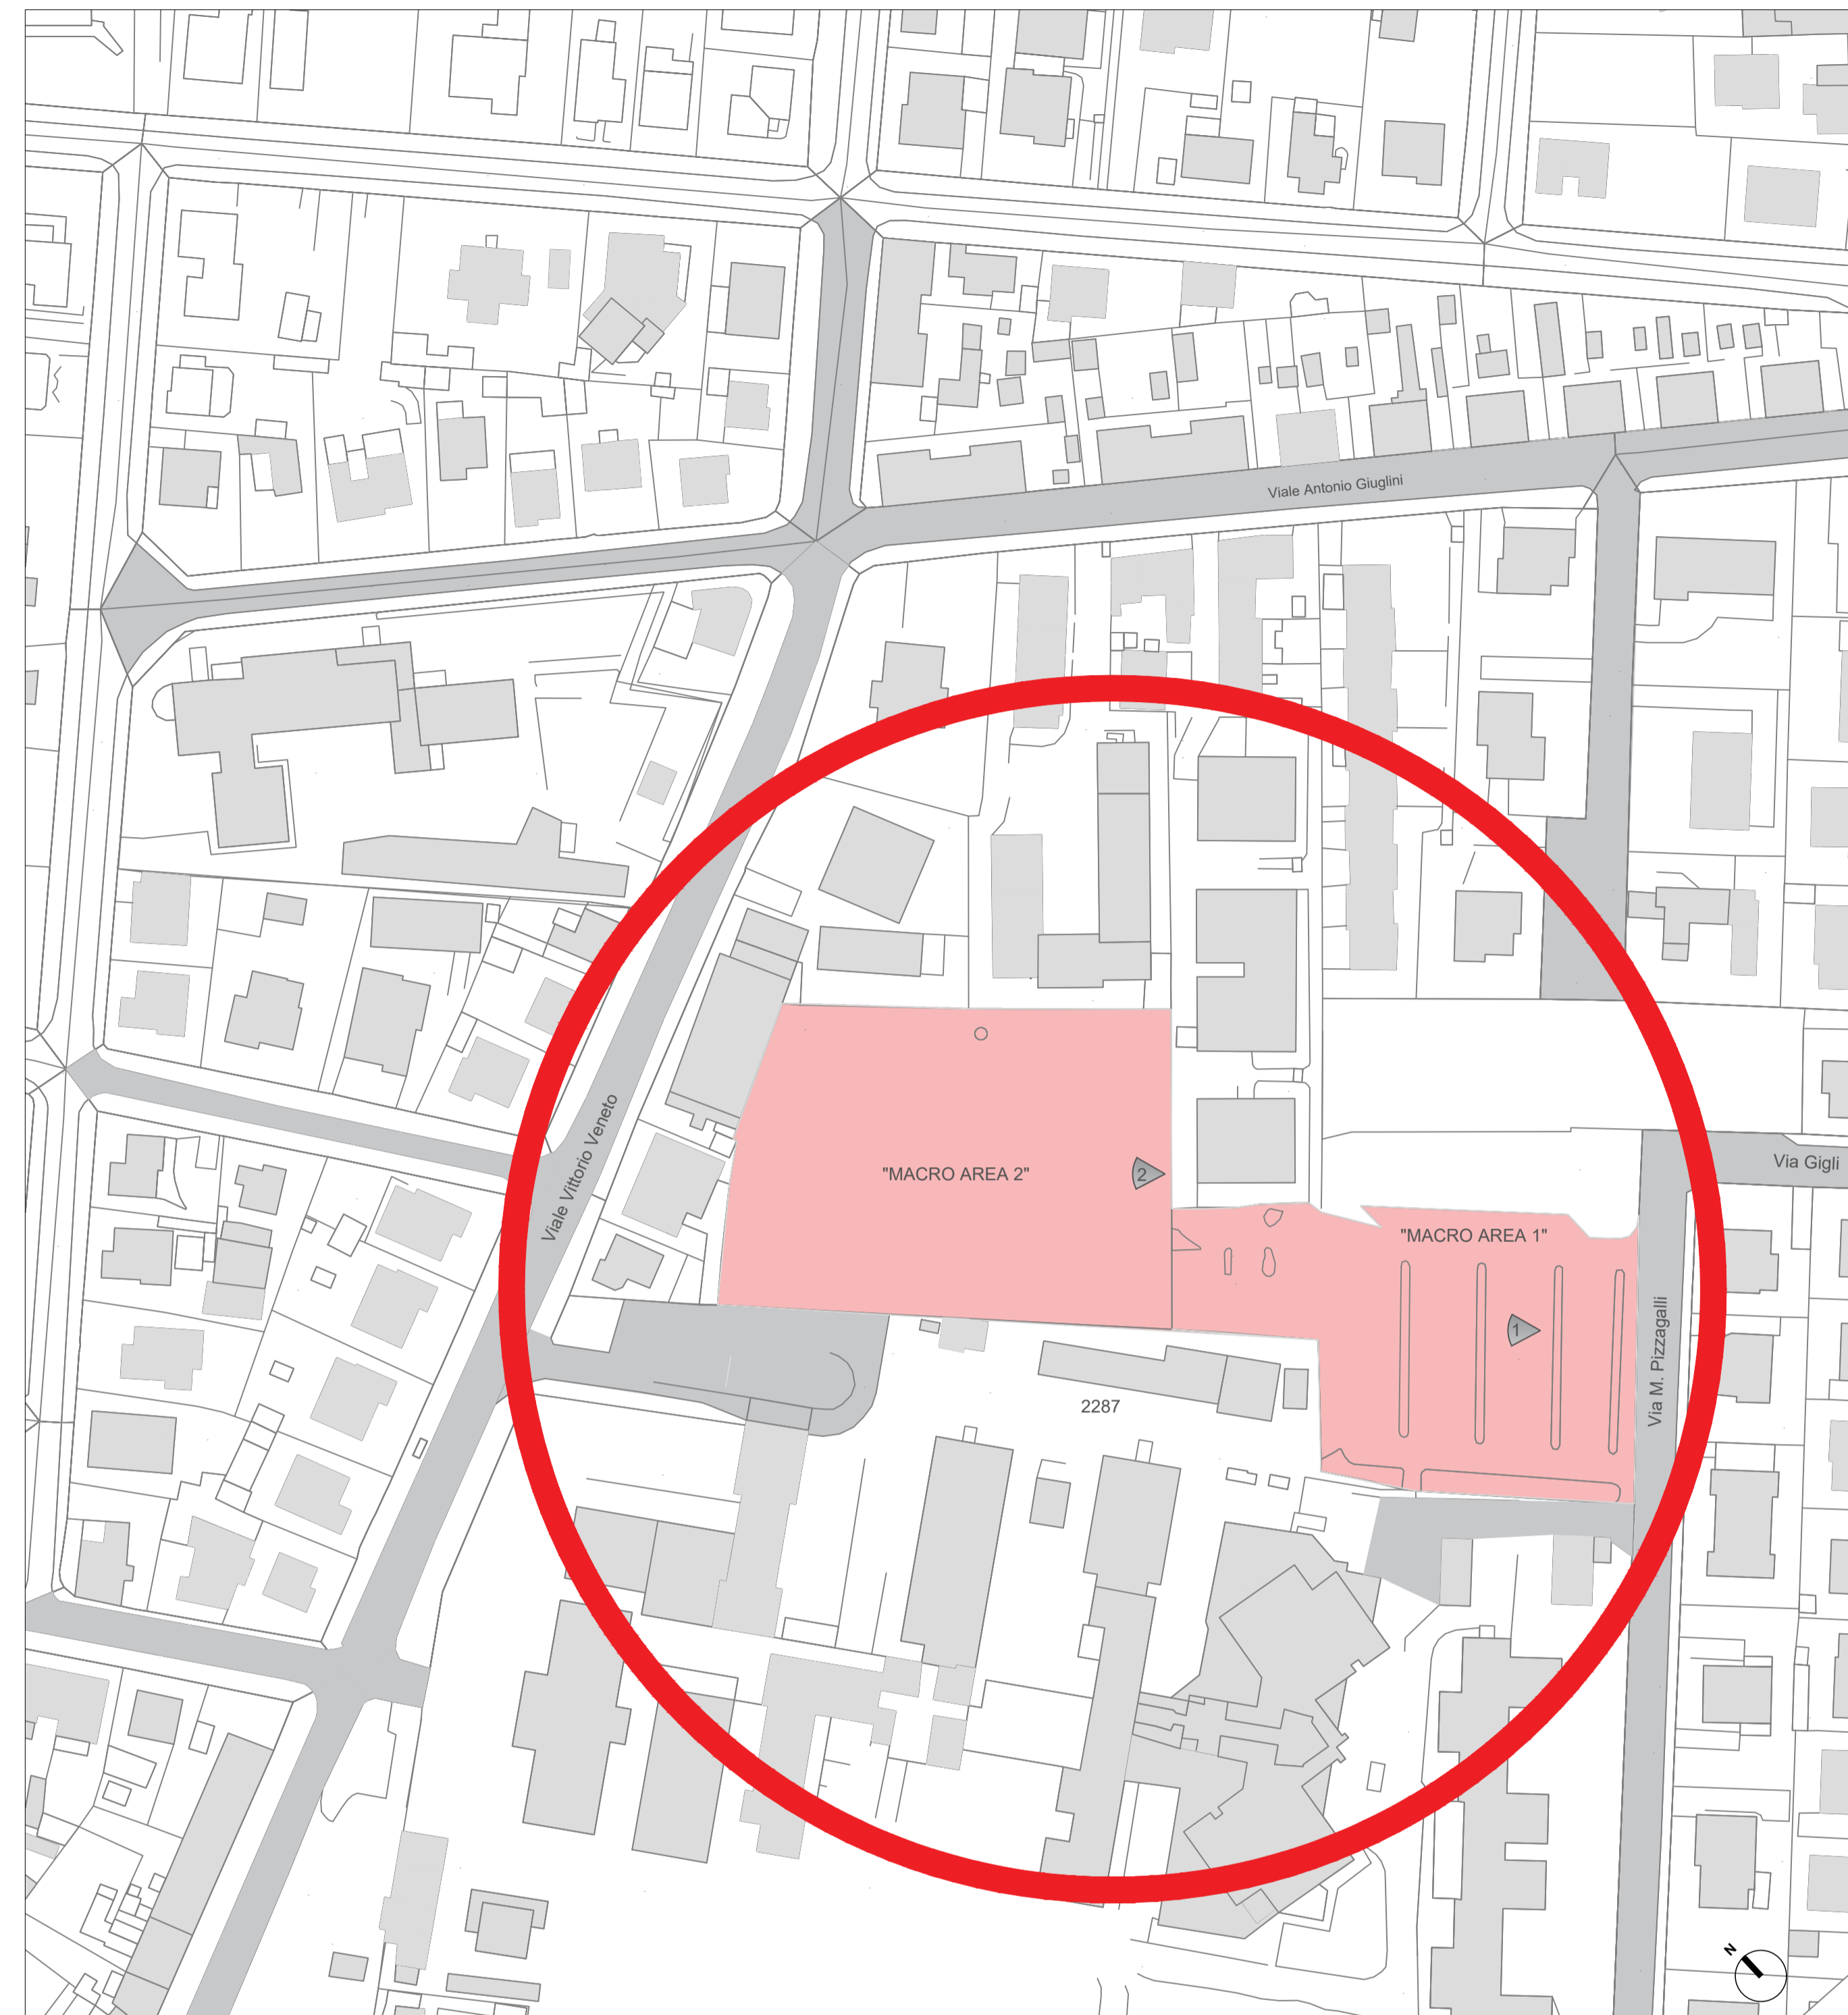 Viale Antonio Giuglini
Viale Vittorio Veneto
"MACRO AREA 2"
2
Via Gigli
"MACRO AREA 1"
1
Via M. Pizzagalli
2287
N